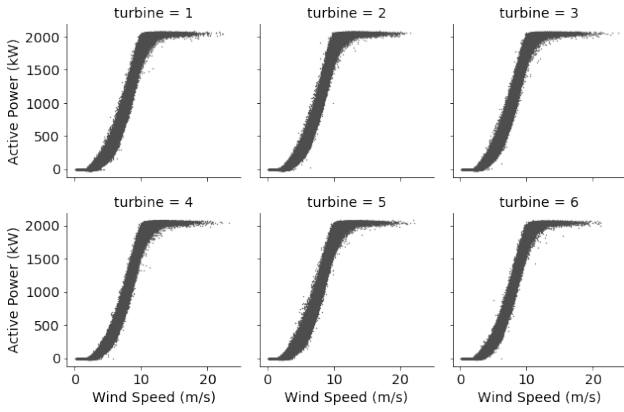 turbine = 1 turbine = 2 turbine = 3
2000
1500
1000
500
0
Active Power (kW)
turbine = 4 turbine = 5 turbine = 6
2000
1500
1000
500
0
Active Power (kW)
0 10 20 0 10 20 0 10 20
Wind Speed (m/s) Wind Speed (m/s) Wind Speed (m/s)